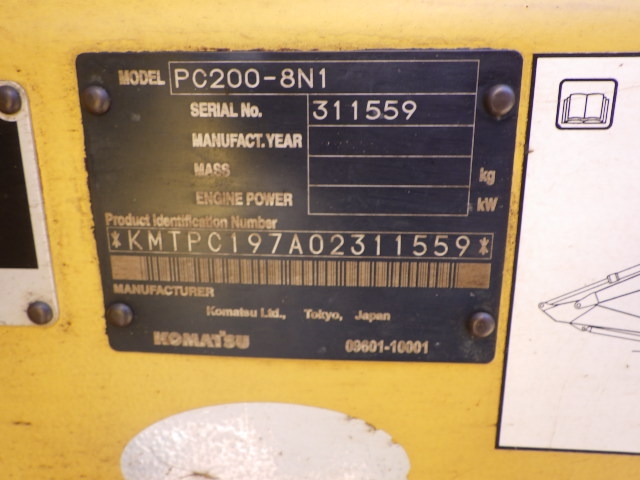 MODEL PC200-8N1
SERIAL No. 311559
MANUFACT. YEAR
MASS kg
ENGINE POWER kW
Product Identification Number
*KMTPC197A02311559*
MANUFACTURER
Komatsu Ltd., Tokyo, Japan
KOMATSU 09601-10001